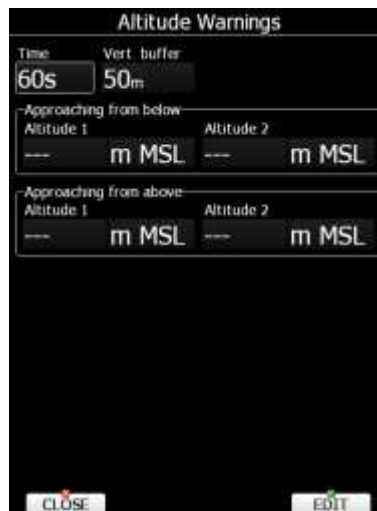 Altitude Warnings
Time Vert buffer
60s 50m
Approaching from below
Altitude 1 Altitude 2
--- m MSL --- m MSL
Approaching from above
Altitude 1 Altitude 2
--- m MSL --- m MSL
CLOSE EDIT